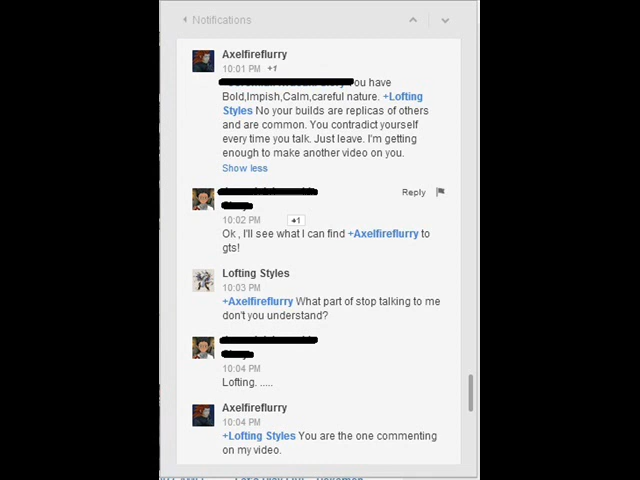 Notifications
Axelfireflurry
10:01 PM +1
you have
Bold,Impish,Calm,careful nature. +Lofting
Styles No your builds are replicas of others
and are common. You contradict yourself
every time you talk. Just leave. I'm getting
enough to make another video on you.
Show less
Reply
10:02 PM +1
Ok , I'll see what I can find +Axelfireflurry to
gts!
Lofting Styles
10:03 PM
+Axelfireflurry What part of stop talking to me
don't you understand?
10:04 PM
Lofting. .....
Axelfireflurry
10:04 PM
+Lofting Styles You are the one commenting
on my video.